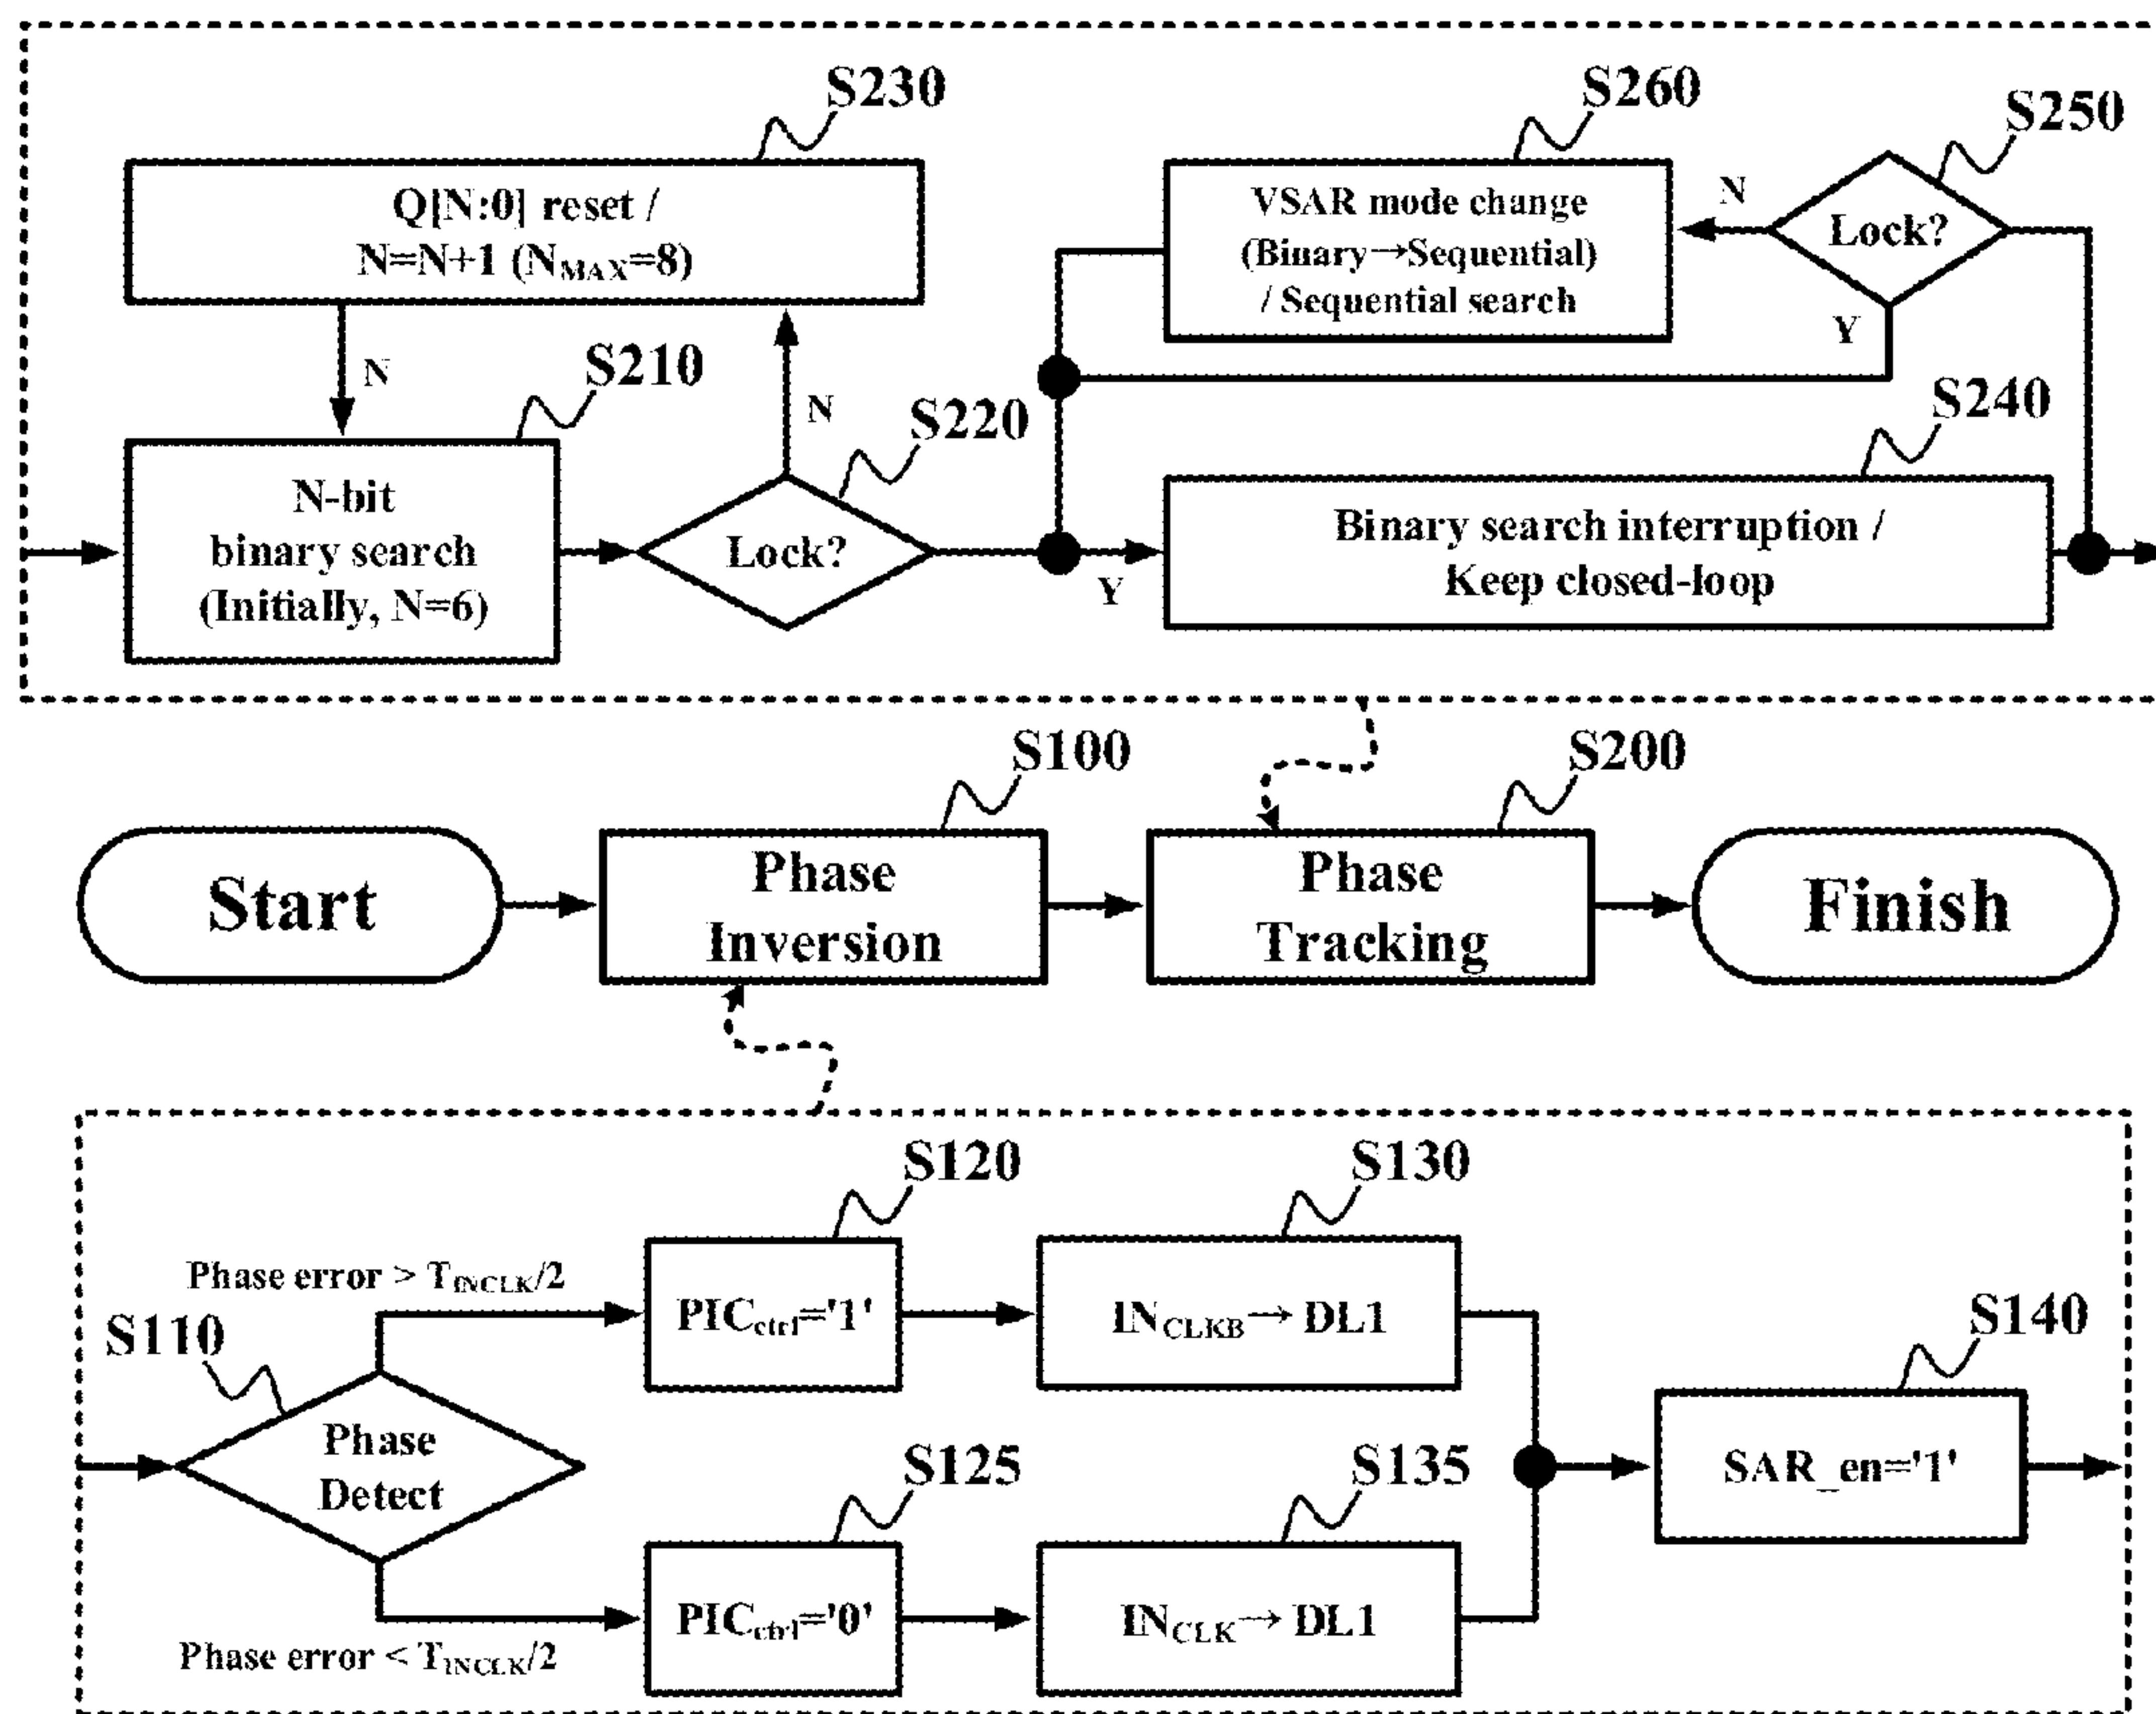 S230
Q[N:0] reset /
N=N+1 (NMAX=8)
S260
VSAR mode change
(Binary→Sequential)
/ Sequential search
N
S250
Lock?
Y
N
S210
N-bit
binary search
(Initially, N=6)
N
S220
Lock?
Y
S240
Binary search interruption /
Keep closed-loop
S100
S200
Start
Phase
Inversion
Phase
Tracking
Finish
S110
Phase
Detect
Phase error > TINCLK/2
S120
PICctrl='1'
S130
INCLKB→ DL1
Phase error < TINCLK/2
S125
PICctrl='0'
S135
INCLK→ DL1
S140
SAR_en='1'